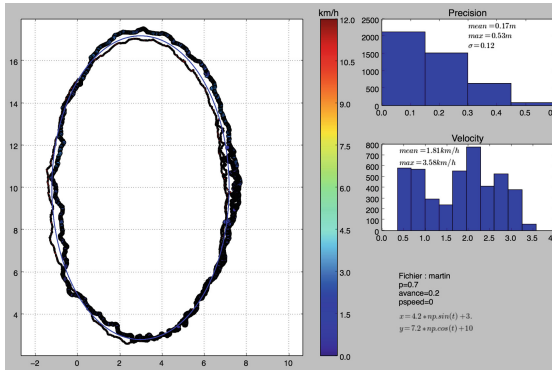 km/h
12.0
10.5
9.0
7.5
6.0
4.5
3.0
1.5
0.0
16
14
12
10
8
6
4
−2 0 2 4 6 8 10
Precision
mean = 0.17m
max = 0.53m
σ = 0.12
2500
2000
1500
1000
500
0
0.0 0.1 0.2 0.3 0.4 0.5 0.6
Velocity
mean = 1.81km/h
max = 3.58km/h
800
700
600
500
400
300
200
100
0
0.0 0.5 1.0 1.5 2.0 2.5 3.0 3.5 4.0
Fichier : martin
p=0.7
avance=0.2
pspeed=0
x = 4.2 * np.sin(t) + 3.
y = 7.2 * np.cos(t) + 10